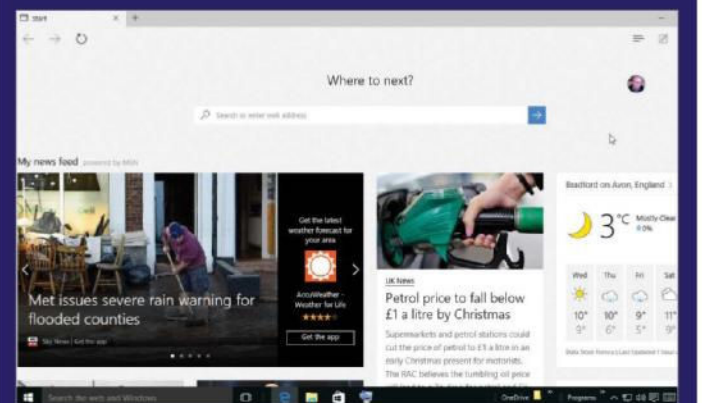 Start
Where to next?
Search or enter web address
My news feed powered by MSN
Get the latest
weather forecast for
your area
AccuWeather -
Weather for Life
Get the app
Met issues severe rain warning for
flooded counties
Sky News | Get the app
UK News
Petrol price to fall below
£1 a litre by Christmas
Supermarkets and petrol stations could
cut the price of petrol to £1 a litre in an
early Christmas present for motorists.
The RAC believes the tumbling oil price
Bradford on Avon, England
3°C Mostly Clear
0%
Wed Thu Fri Sat
10° 10° 9° 11°
9° 6° 5° 9°
Search the web and Windows
OneDrive
Programs